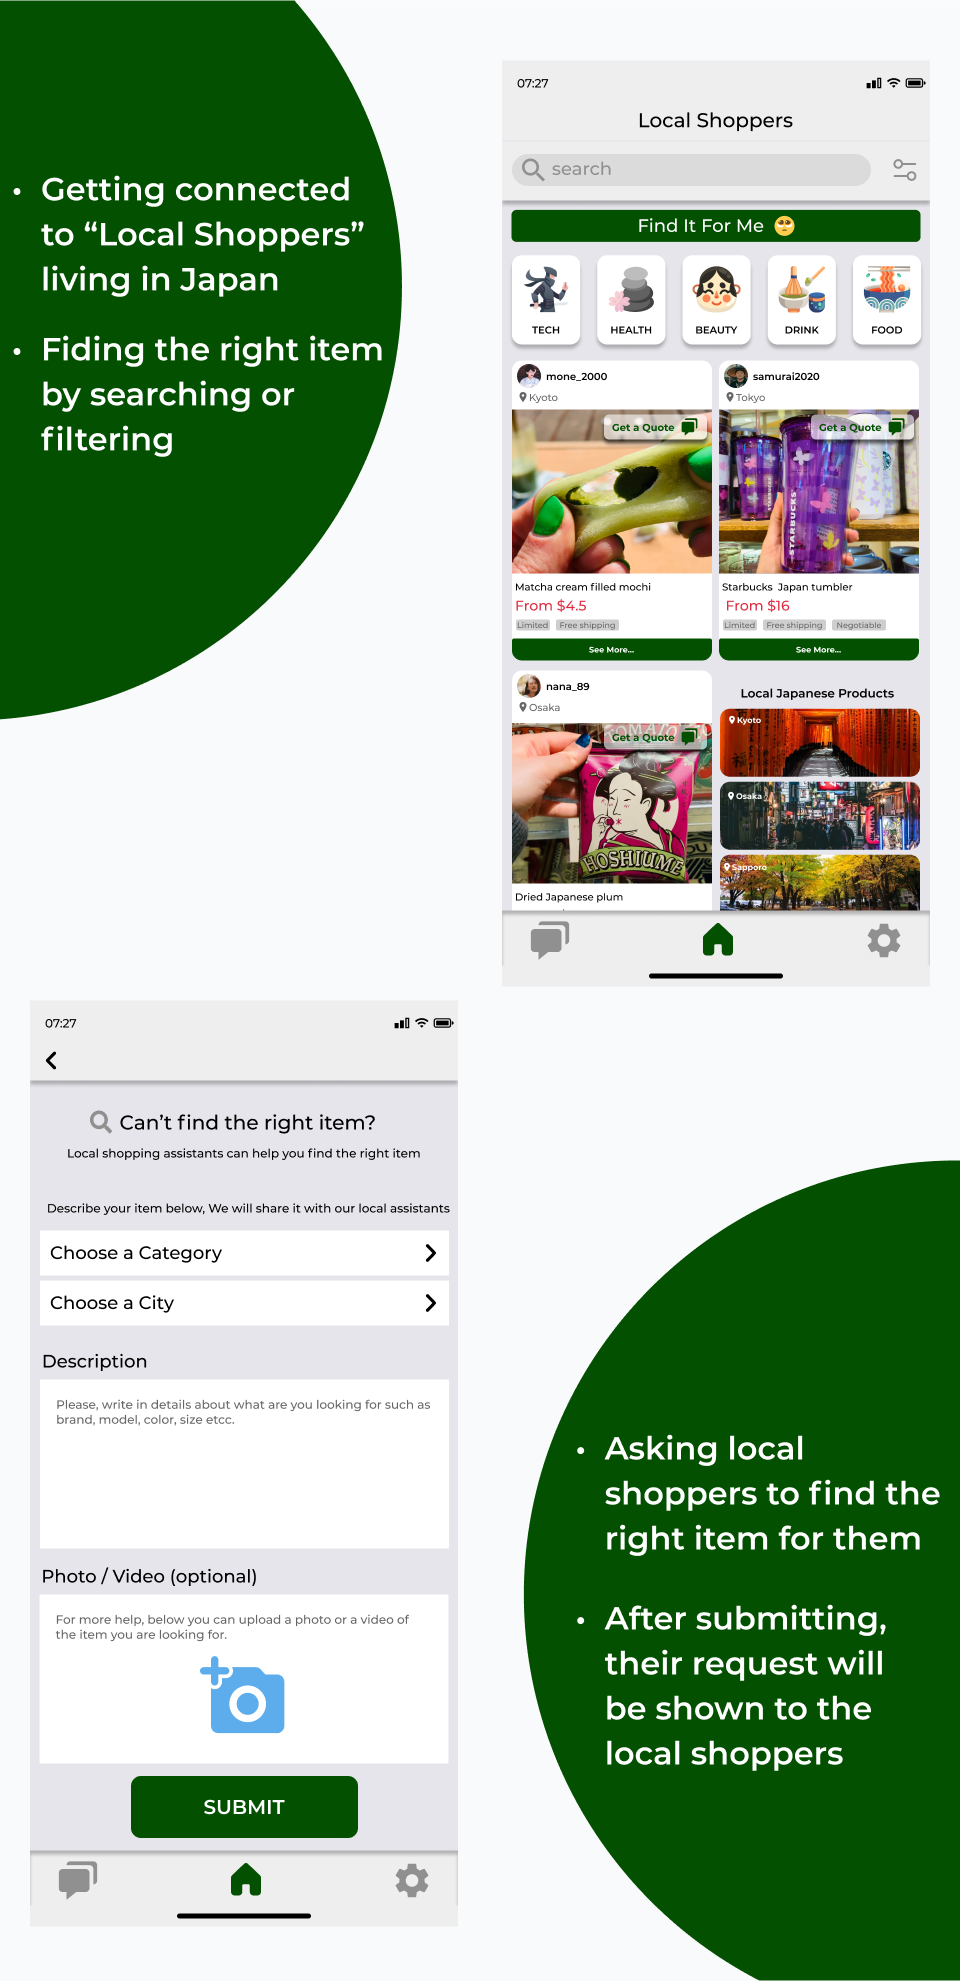 • Getting connected
to “Local Shoppers”
living in Japan
• Fiding the right item
by searching or
filtering
07:27
Local Shoppers
search
Find It For Me
TECH
HEALTH
BEAUTY
DRINK
FOOD
mone_2000
Kyoto
Get a Quote
Matcha cream filled mochi
From $4.5
Limited
Free shipping
See More...
samurai2020
Tokyo
Get a Quote
STARBUCKS
Starbucks Japan tumbler
From $16
Limited
Free shipping
Negotiable
See More...
nana_89
Osaka
Get a Quote
HOSHIUME
Dried Japanese plum
Local Japanese Products
Kyoto
Osaka
Sapporo
07:27
Can’t find the right item?
Local shopping assistants can help you find the right item
Describe your item below, We will share it with our local assistants
Choose a Category
Choose a City
Description
Please, write in details about what are you looking for such as
brand, model, color, size etcc.
Photo / Video (optional)
For more help, below you can upload a photo or a video of
the item you are looking for.
SUBMIT
• Asking local
shoppers to find the
right item for them
• After submitting,
their request will
be shown to the
local shoppers